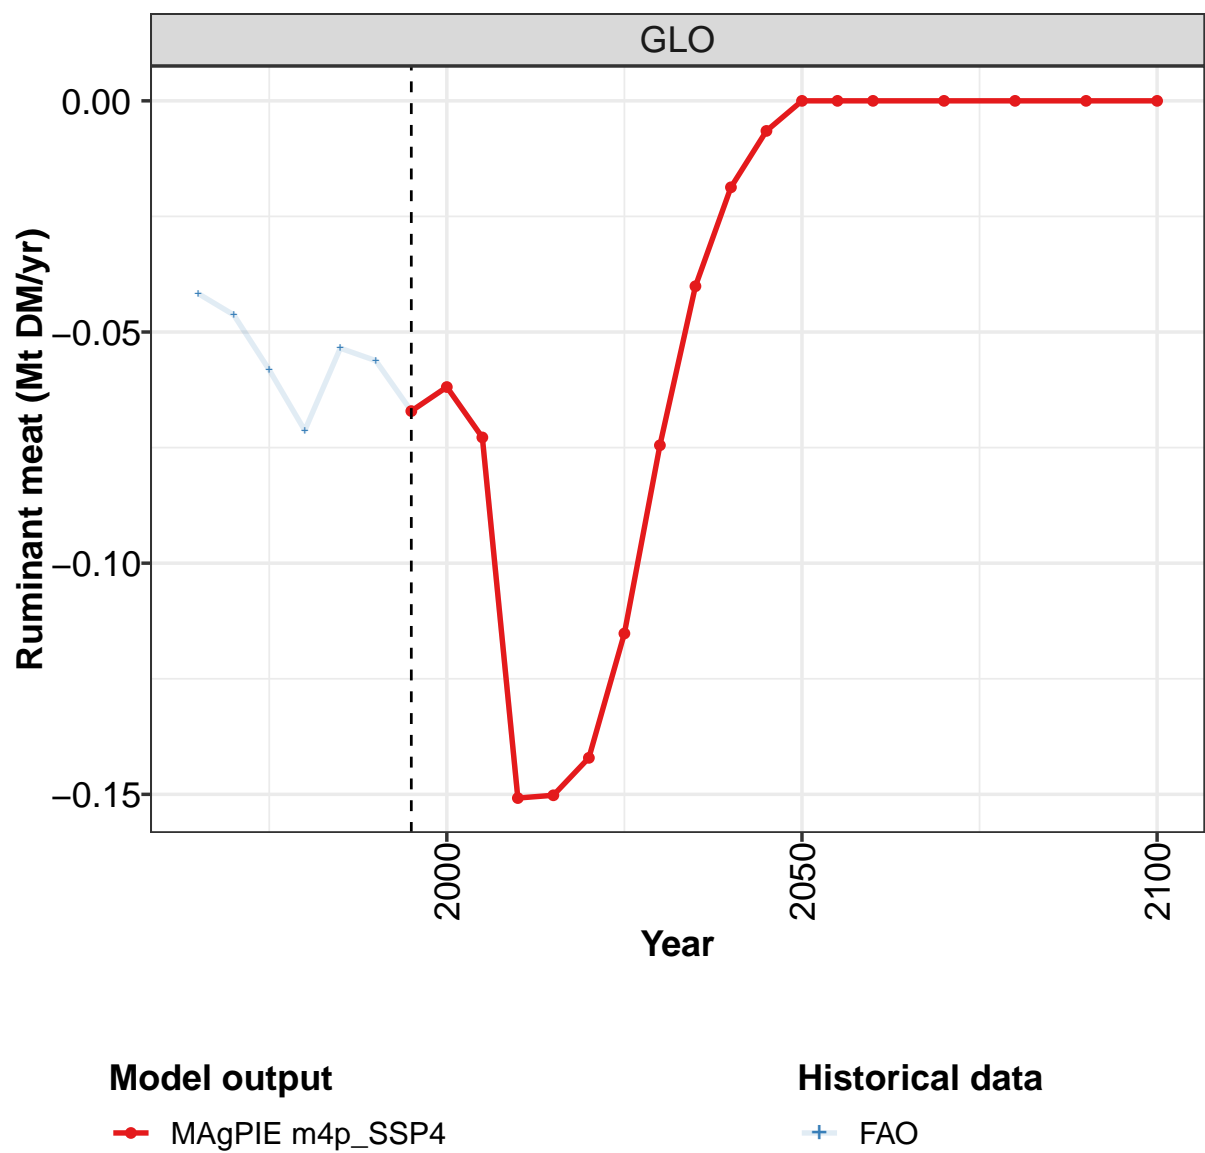 GLO
Ruminant meat (Mt DM/yr)
0.00
−0.05
−0.10
−0.15
2000
2050
2100
Year
Model output
MAgPIE m4p_SSP4
Historical data
FAO